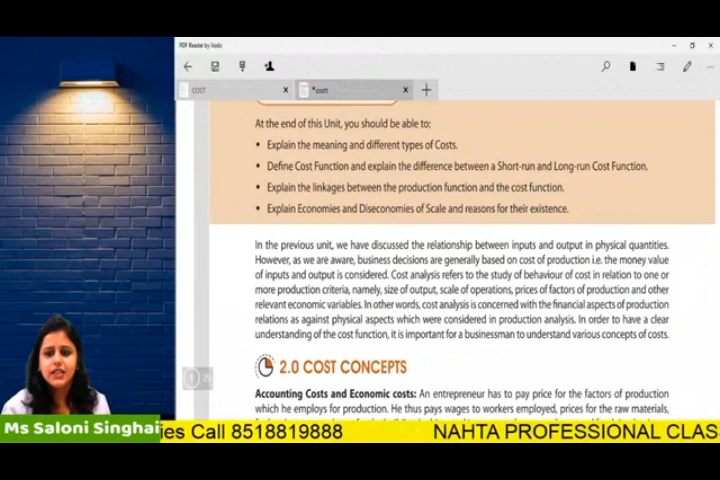 PDF Reader by Xodo
COST
*costt
At the end of this Unit, you should be able to:
• Explain the meaning and different types of Costs.
• Define Cost Function and explain the difference between a Short-run and Long-run Cost Function.
• Explain the linkages between the production function and the cost function.
• Explain Economies and Diseconomies of Scale and reasons for their existence.
In the previous unit, we have discussed the relationship between inputs and output in physical quantities.
However, as we are aware, business decisions are generally based on cost of production i.e. the money value
of inputs and output is considered. Cost analysis refers to the study of behaviour of cost in relation to one or
more production criteria, namely, size of output, scale of operations, prices of factors of production and other
relevant economic variables. In other words, cost analysis is concerned with the financial aspects of production
relations as against physical aspects which were considered in production analysis. In order to have a clear
understanding of the cost function, it is important for a businessman to understand various concepts of costs.
2.0 COST CONCEPTS
Accounting Costs and Economic costs: An entrepreneur has to pay price for the factors of production
which he employs for production. He thus pays wages to workers employed, prices for the raw materials,
1 29
Ms Saloni Singhai
ies Call 8518819888 NAHTA PROFESSIONAL CLAS